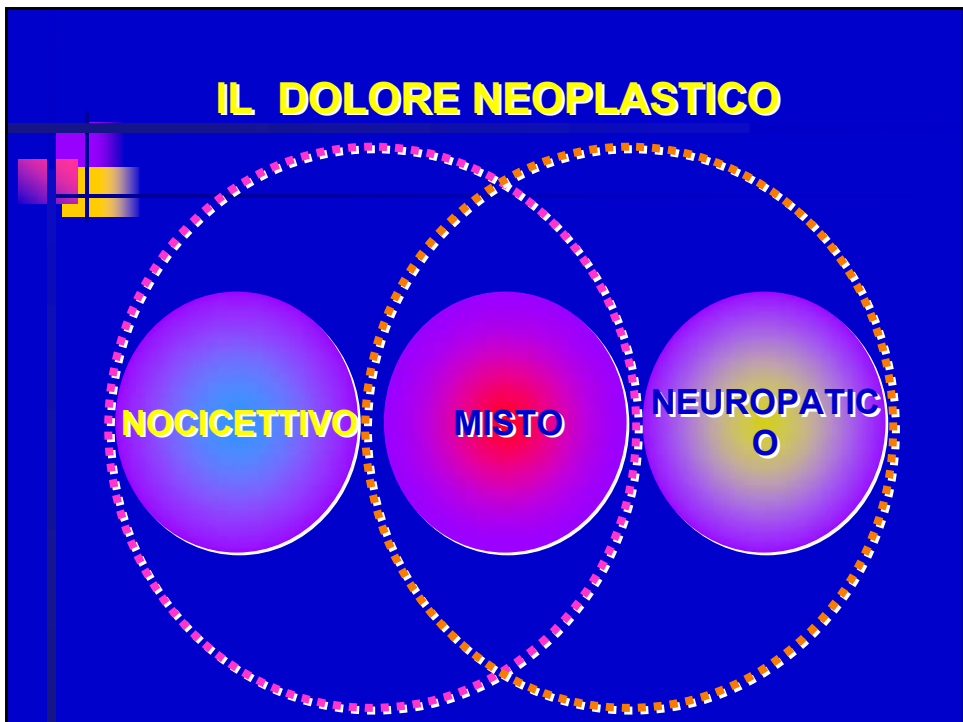 IL DOLORE NEOPLASTICO
NOCICETTIVO
MISTO
NEUROPATIC
O